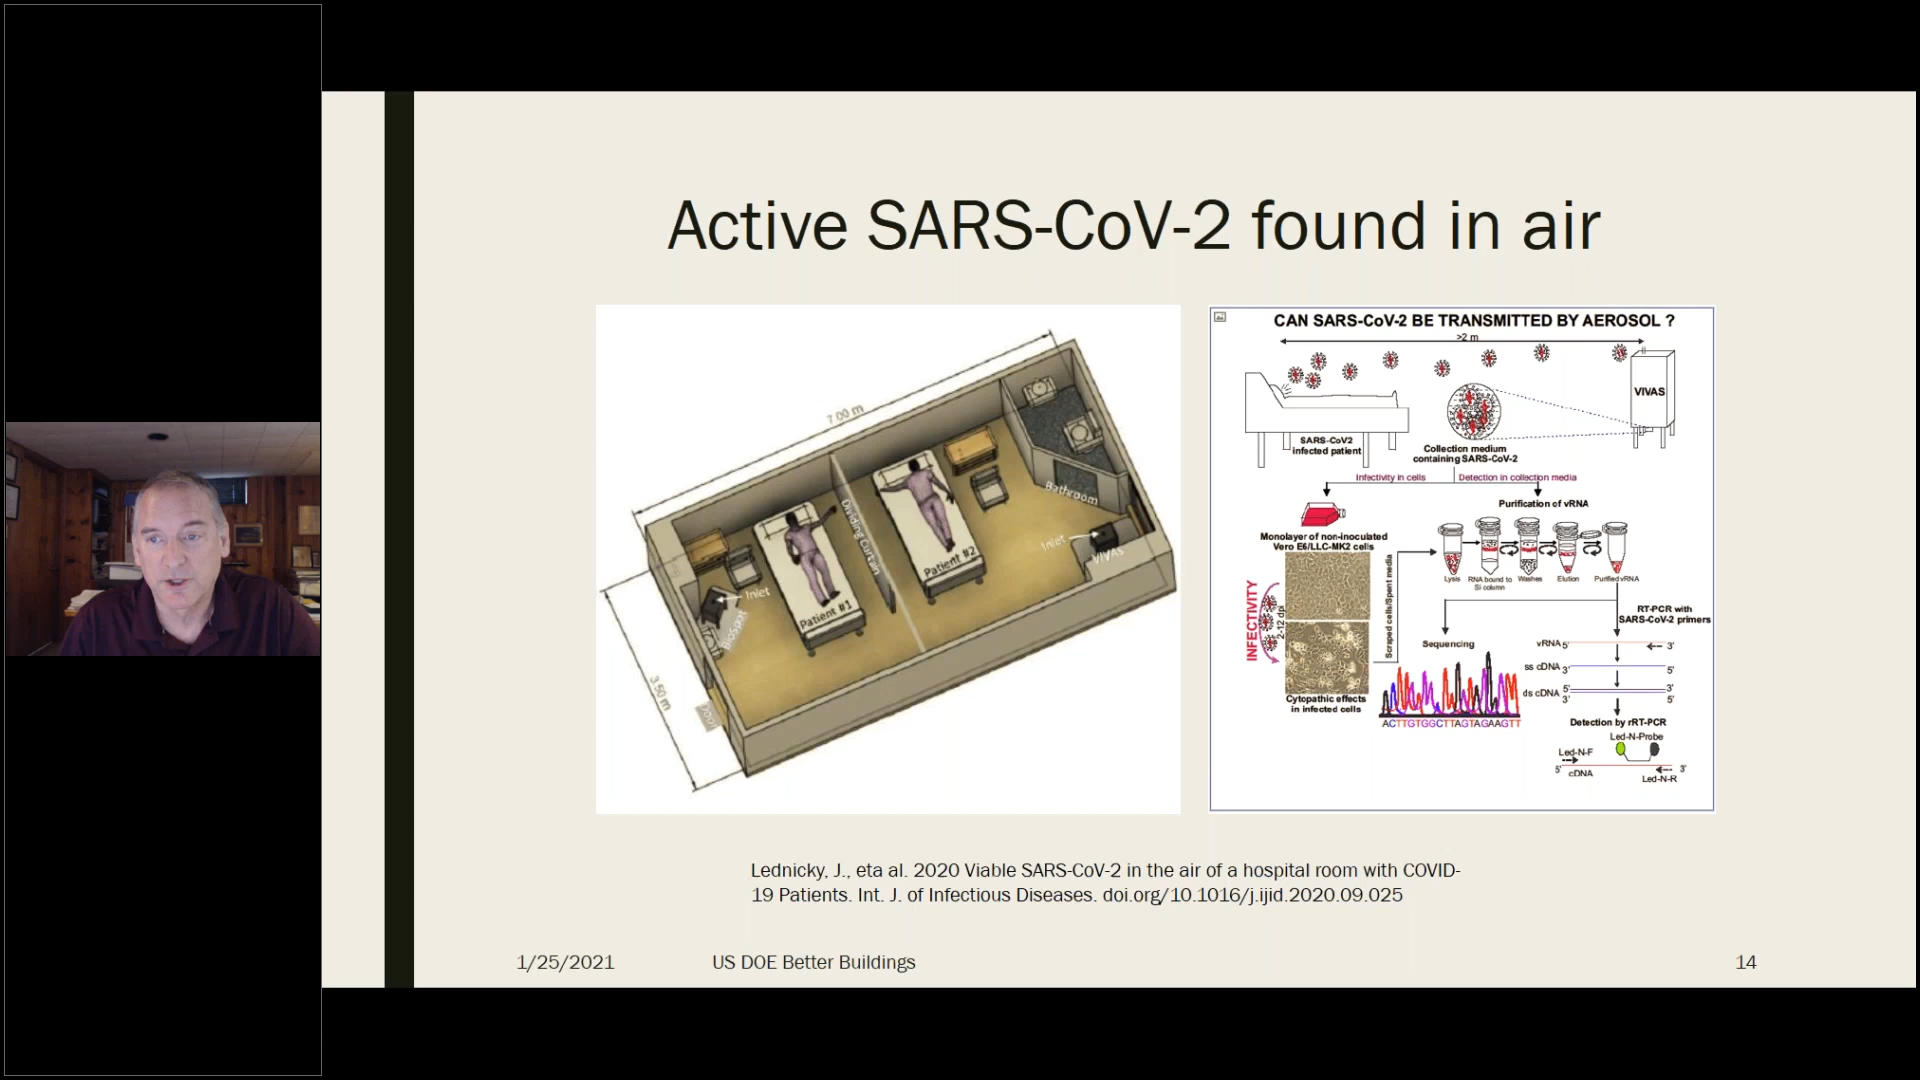 Active SARS-CoV-2 found in air
7.00 m
3.50 m
Dividing Curtain
Bathroom
Patient #1
Patient #2
Inlet
BioSpot
Inlet
VIVAs
Door
CAN SARS-CoV-2 BE TRANSMITTED BY AEROSOL ?
>2 m
VIVAS
SARS-CoV2
infected patient
Collection medium
containing SARS-CoV-2
Infectivity in cells
Detection in collection media
Purification of vRNA
Monolayer of non-inoculated
Vero E6/LLC-MK2 cells
Lysis
RNA bound to
Si column
Washes
Elution
Purified vRNA
INFECTIVITY
2-12 dpi
Scraped cells/Spent media
Cytopathic effects
in infected cells
Sequencing
ACTTGTGGCTTAGTAGAAGTT
RT-PCR with
SARS-CoV-2 primers
vRNA 5' 3'
ss cDNA 3' 5'
ds cDNA 5' 3'
3' 5'
Detection by rRT-PCR
Led-N-Probe
Led-N-F
5' cDNA 3'
Led-N-R
Lednicky, J., eta al. 2020 Viable SARS-CoV-2 in the air of a hospital room with COVID-
19 Patients. Int. J. of Infectious Diseases. doi.org/10.1016/j.ijid.2020.09.025
1/25/2021
US DOE Better Buildings
14